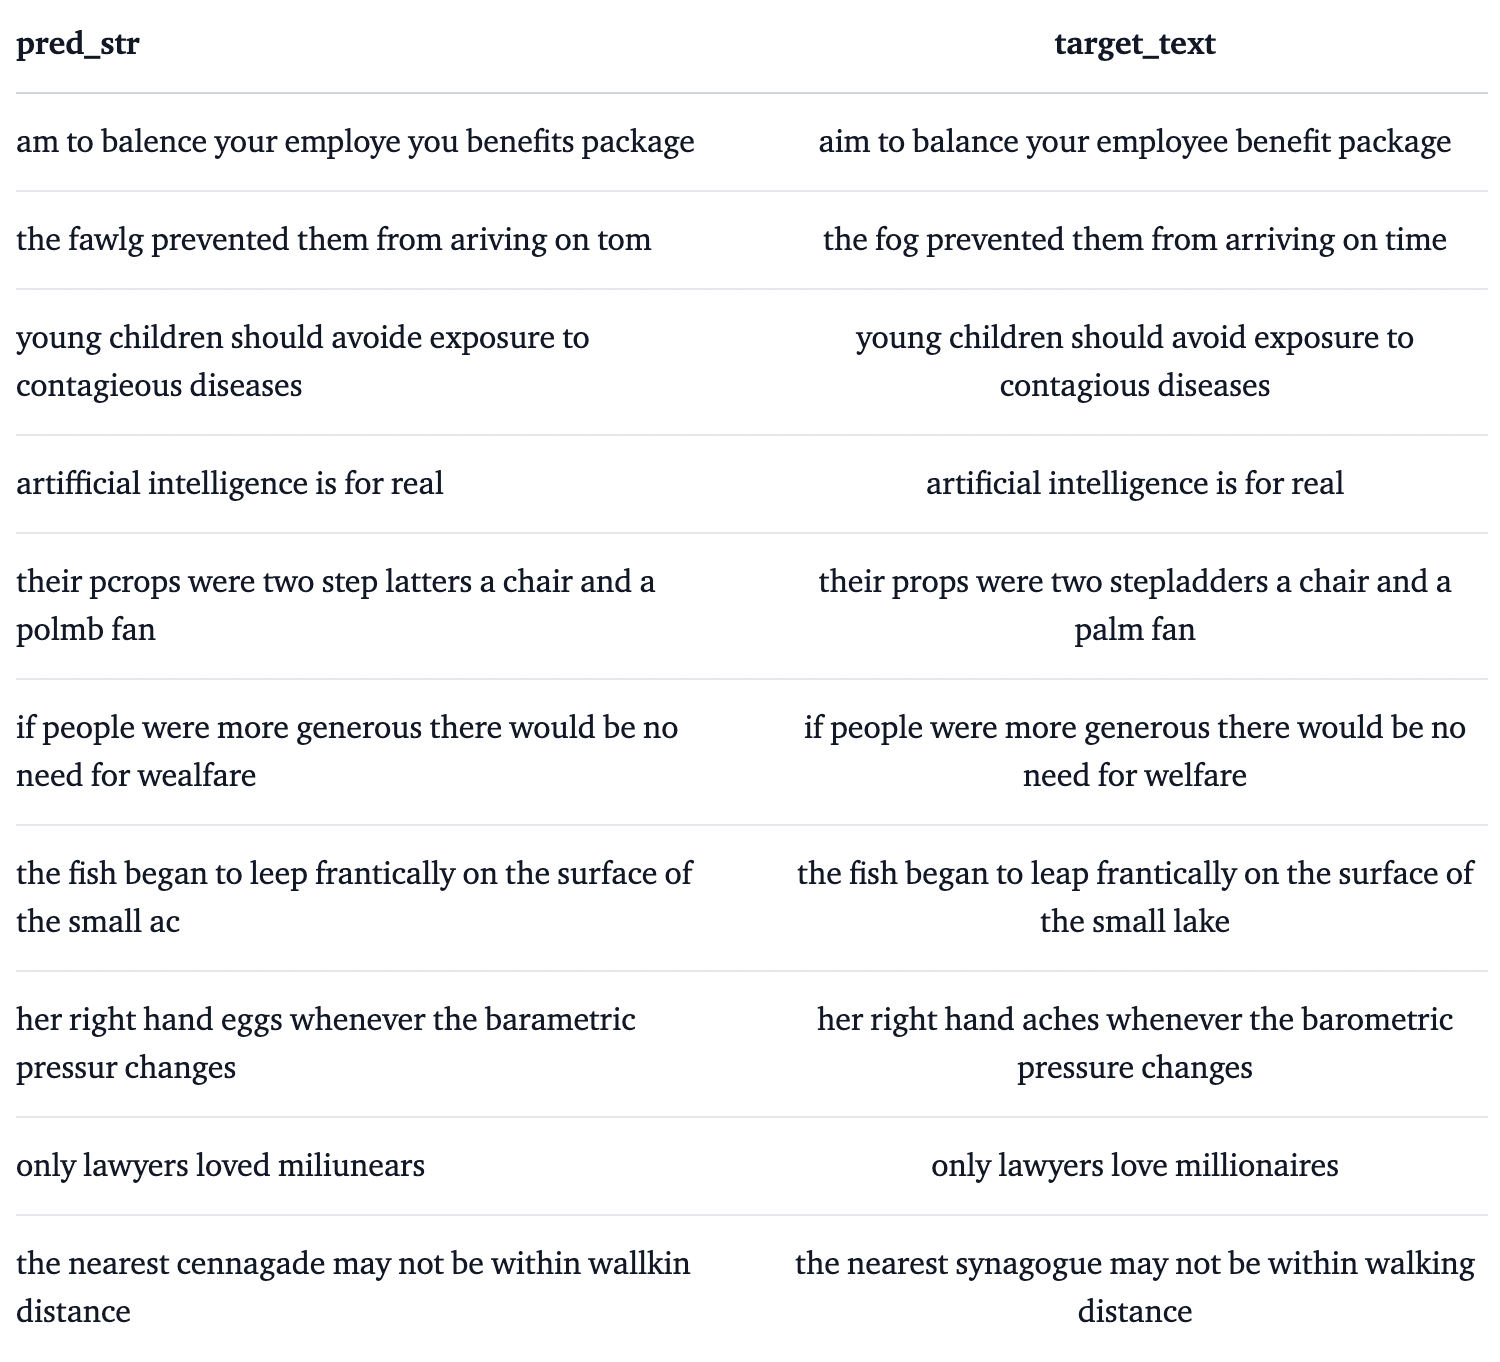 pred_str target_text
am to balence your employe you benefits package aim to balance your employee benefit package
the fawlg prevented them from ariving on tom the fog prevented them from arriving on time
young children should avoide exposure to young children should avoid exposure to
contagieous diseases contagious diseases
artifficial intelligence is for real artificial intelligence is for real
their pcrops were two step latters a chair and a their props were two stepladders a chair and a
polmb fan palm fan
if people were more generous there would be no if people were more generous there would be no
need for wealfare need for welfare
the fish began to leep frantically on the surface of the fish began to leap frantically on the surface of
the small ac the small lake
her right hand eggs whenever the barametric her right hand aches whenever the barometric
pressur changes pressure changes
only lawyers loved miliunears only lawyers love millionaires
the nearest cennagade may not be within wallkin the nearest synagogue may not be within walking
distance distance